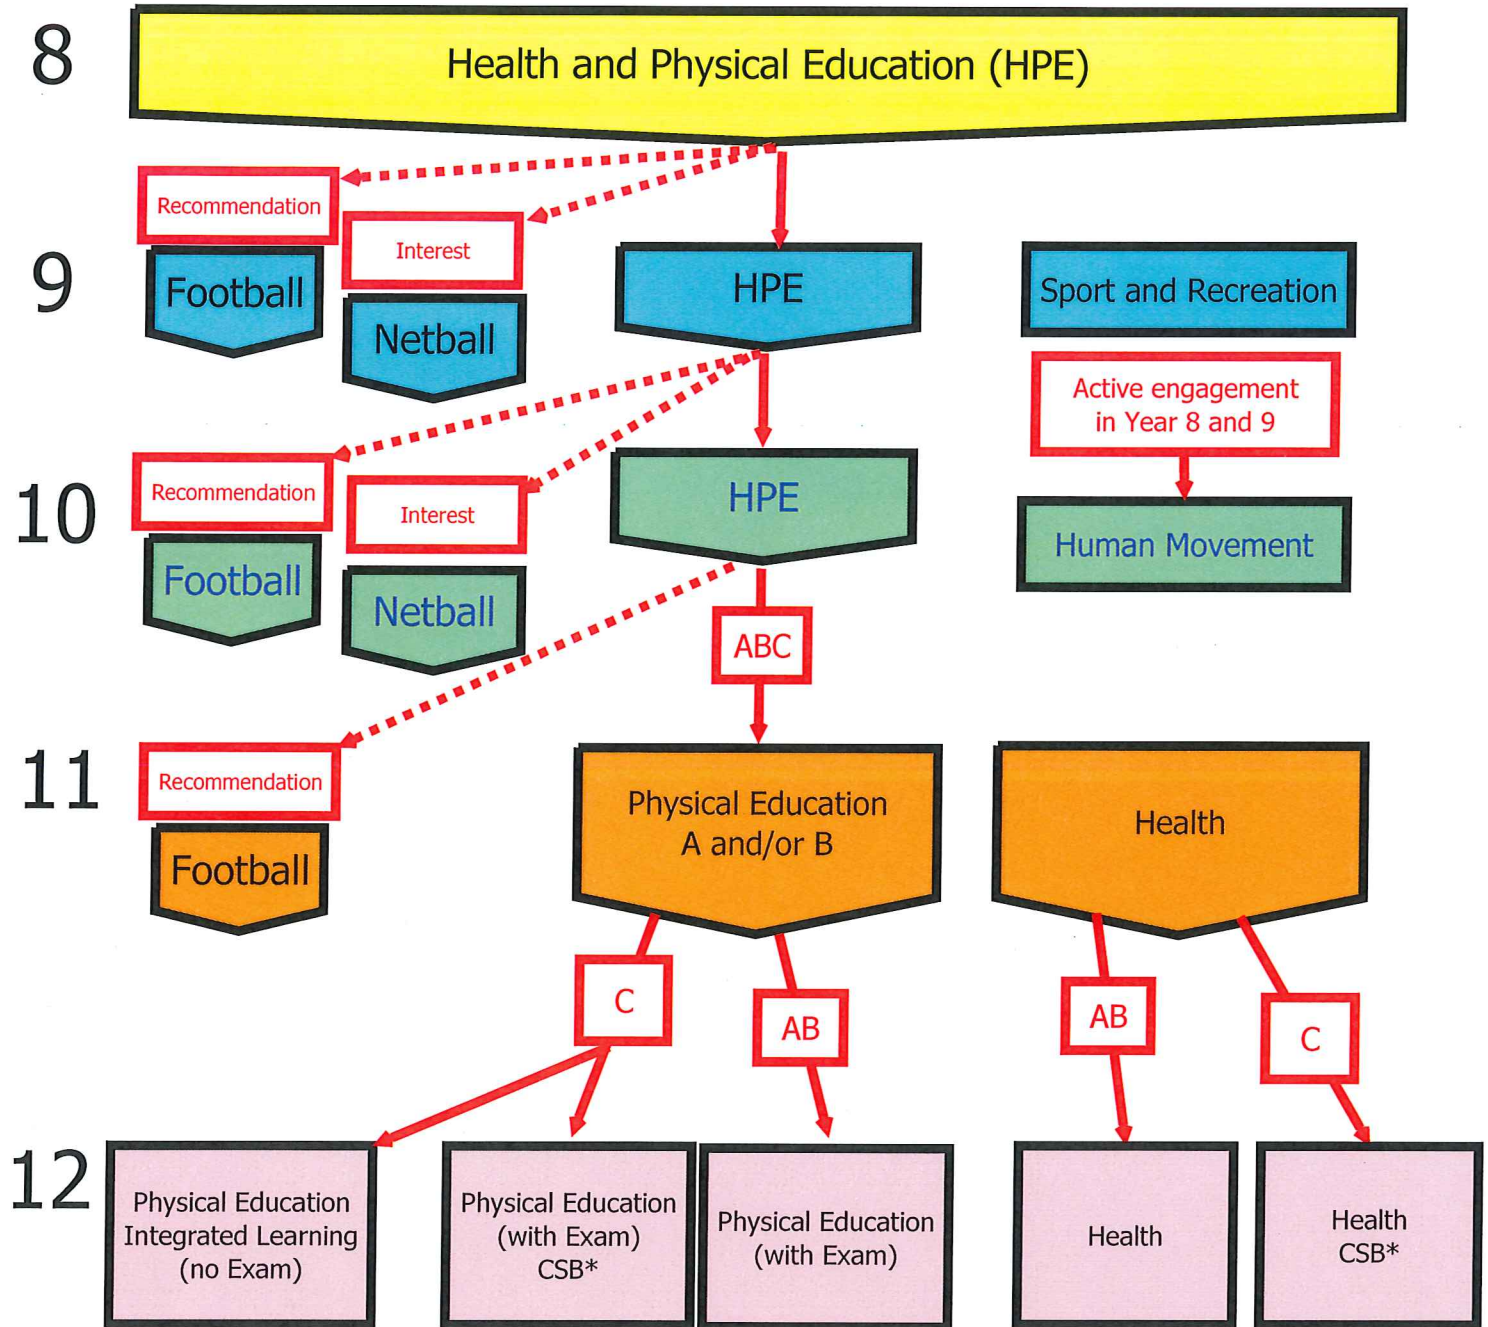 8
Health and Physical Education (HPE)
Recommendation
Interest
9
Football
Netball
HPE
Sport and Recreation
Active engagement
in Year 8 and 9
10
Recommendation
Interest
Football
Netball
HPE
Human Movement
ABC
11
Recommendation
Football
Physical Education
A and/or B
Health
C
AB
AB
C
12
Physical Education
Integrated Learning
(no Exam)
Physical Education
(with Exam)
CSB*
Physical Education
(with Exam)
Health
Health
CSB*